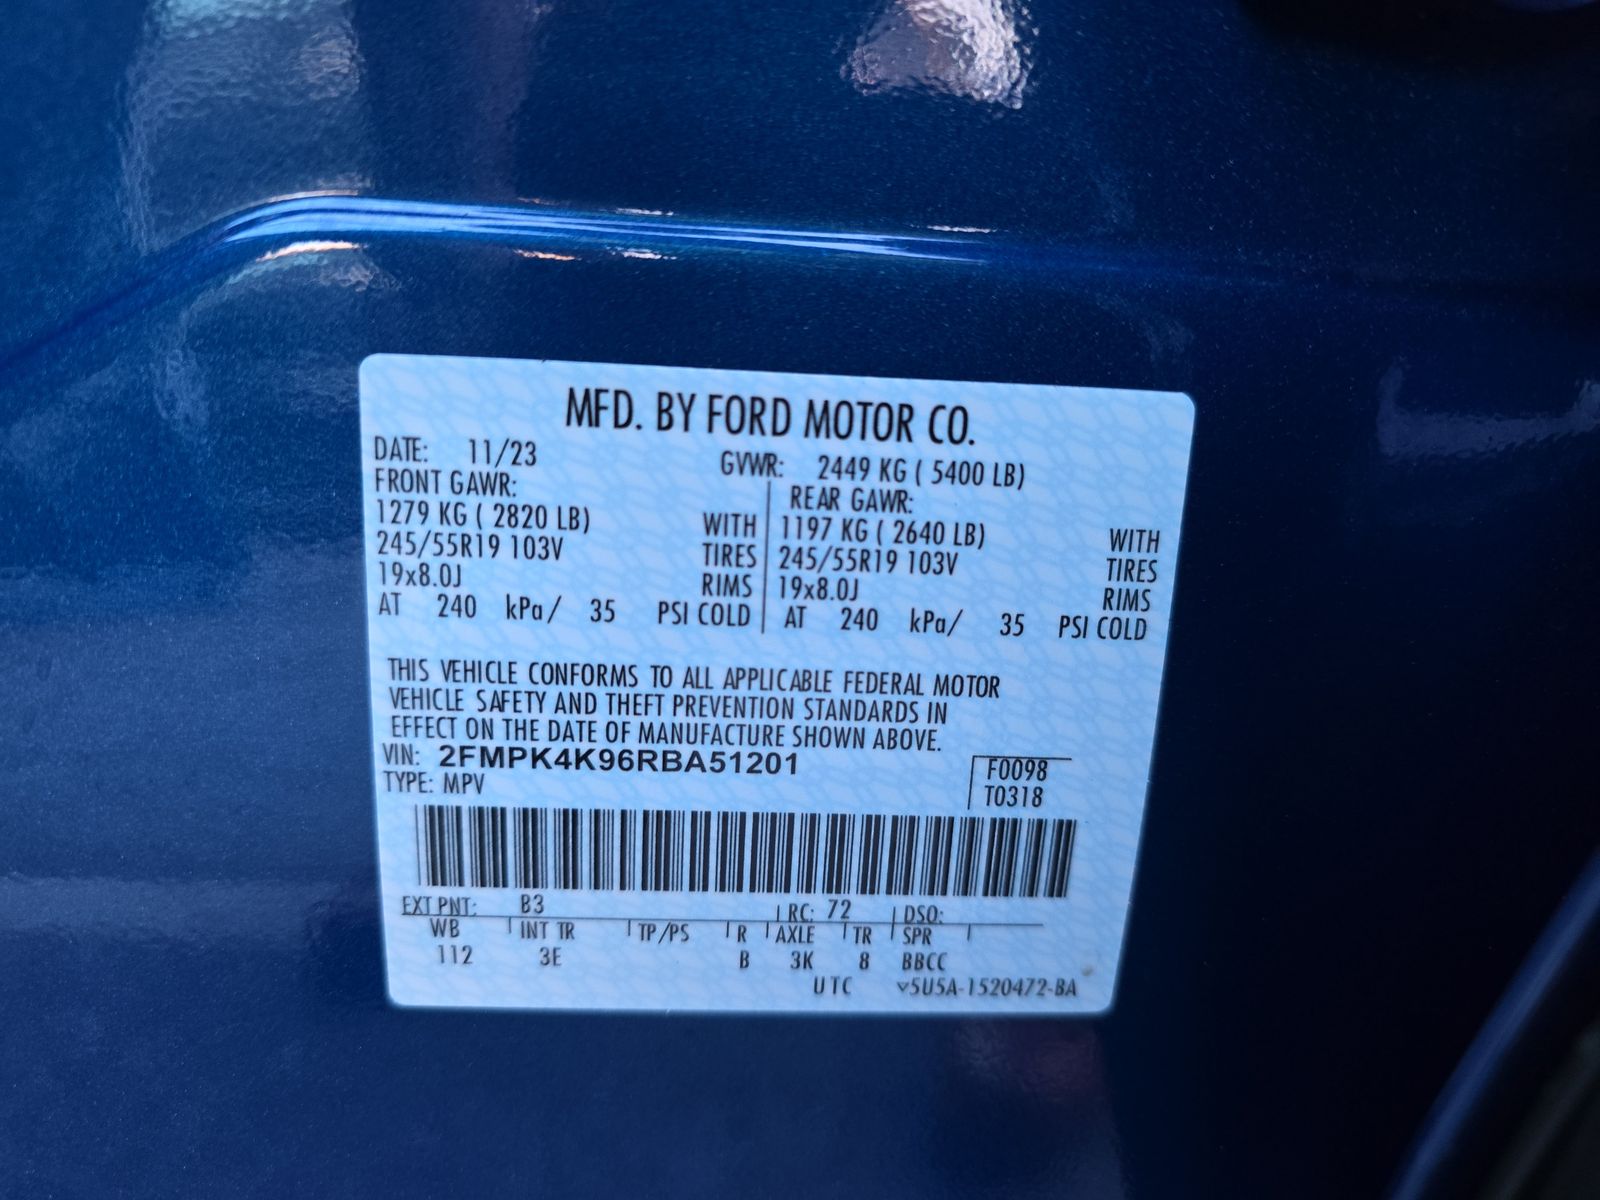 MFD. BY FORD MOTOR CO.
DATE: 11/23 GVWR: 2449 KG ( 5400 LB)
FRONT GAWR: REAR GAWR:
1279 KG ( 2820 LB) WITH 1197 KG ( 2640 LB) WITH
245/55R19 103V TIRES 245/55R19 103V TIRES
19x8.0J RIMS 19x8.0J RIMS
AT 240 kPa/ 35 PSI COLD AT 240 kPa/ 35 PSI COLD
THIS VEHICLE CONFORMS TO ALL APPLICABLE FEDERAL MOTOR
VEHICLE SAFETY AND THEFT PREVENTION STANDARDS IN
EFFECT ON THE DATE OF MANUFACTURE SHOWN ABOVE.
VIN: 2FMPK4K96RBA51201 F0098
TYPE: MPV T0318
EXT PNT: B3 RC: 72 DSO:
WB INT TR TP/PS R AXLE TR SPR
112 3E B 3K 8 BBCC
UTC ▿5U5A-1520472-BA